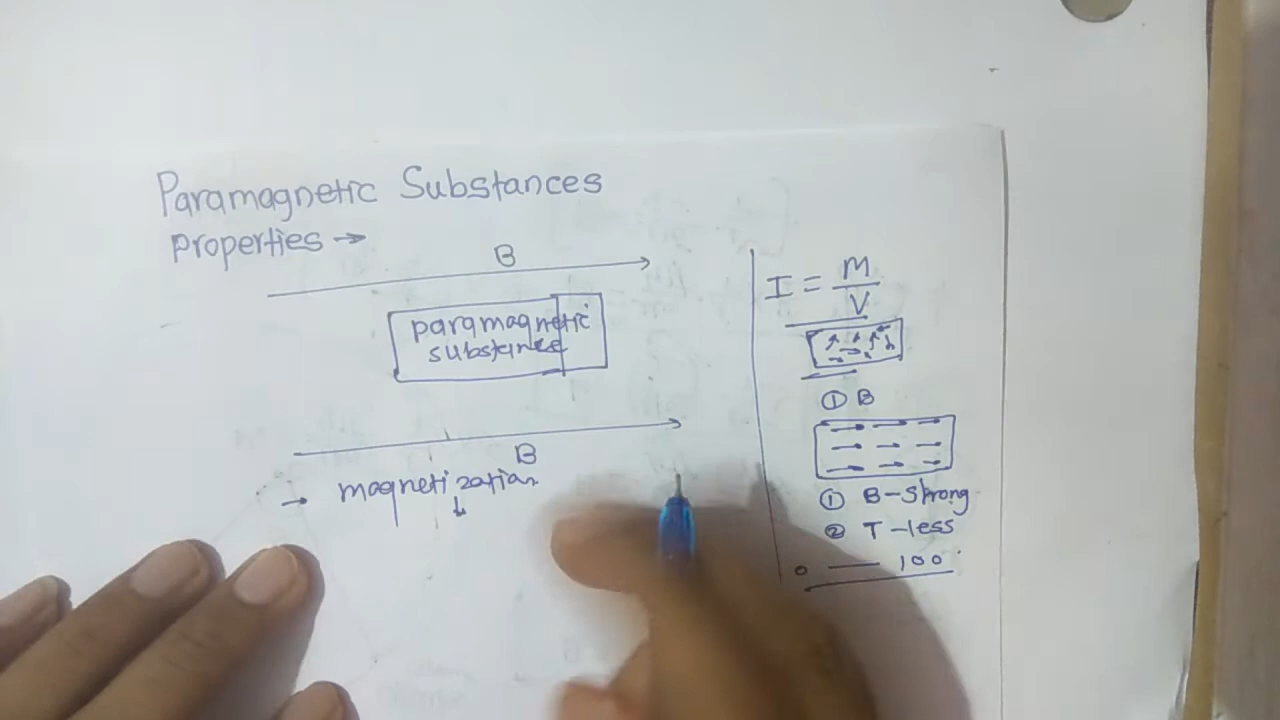 Paramagnetic Substances
Properties →
B
paramagnetic
substance
B
→ magnetization
I = M/V
① B
① B-strong
② T-less
0 — 100